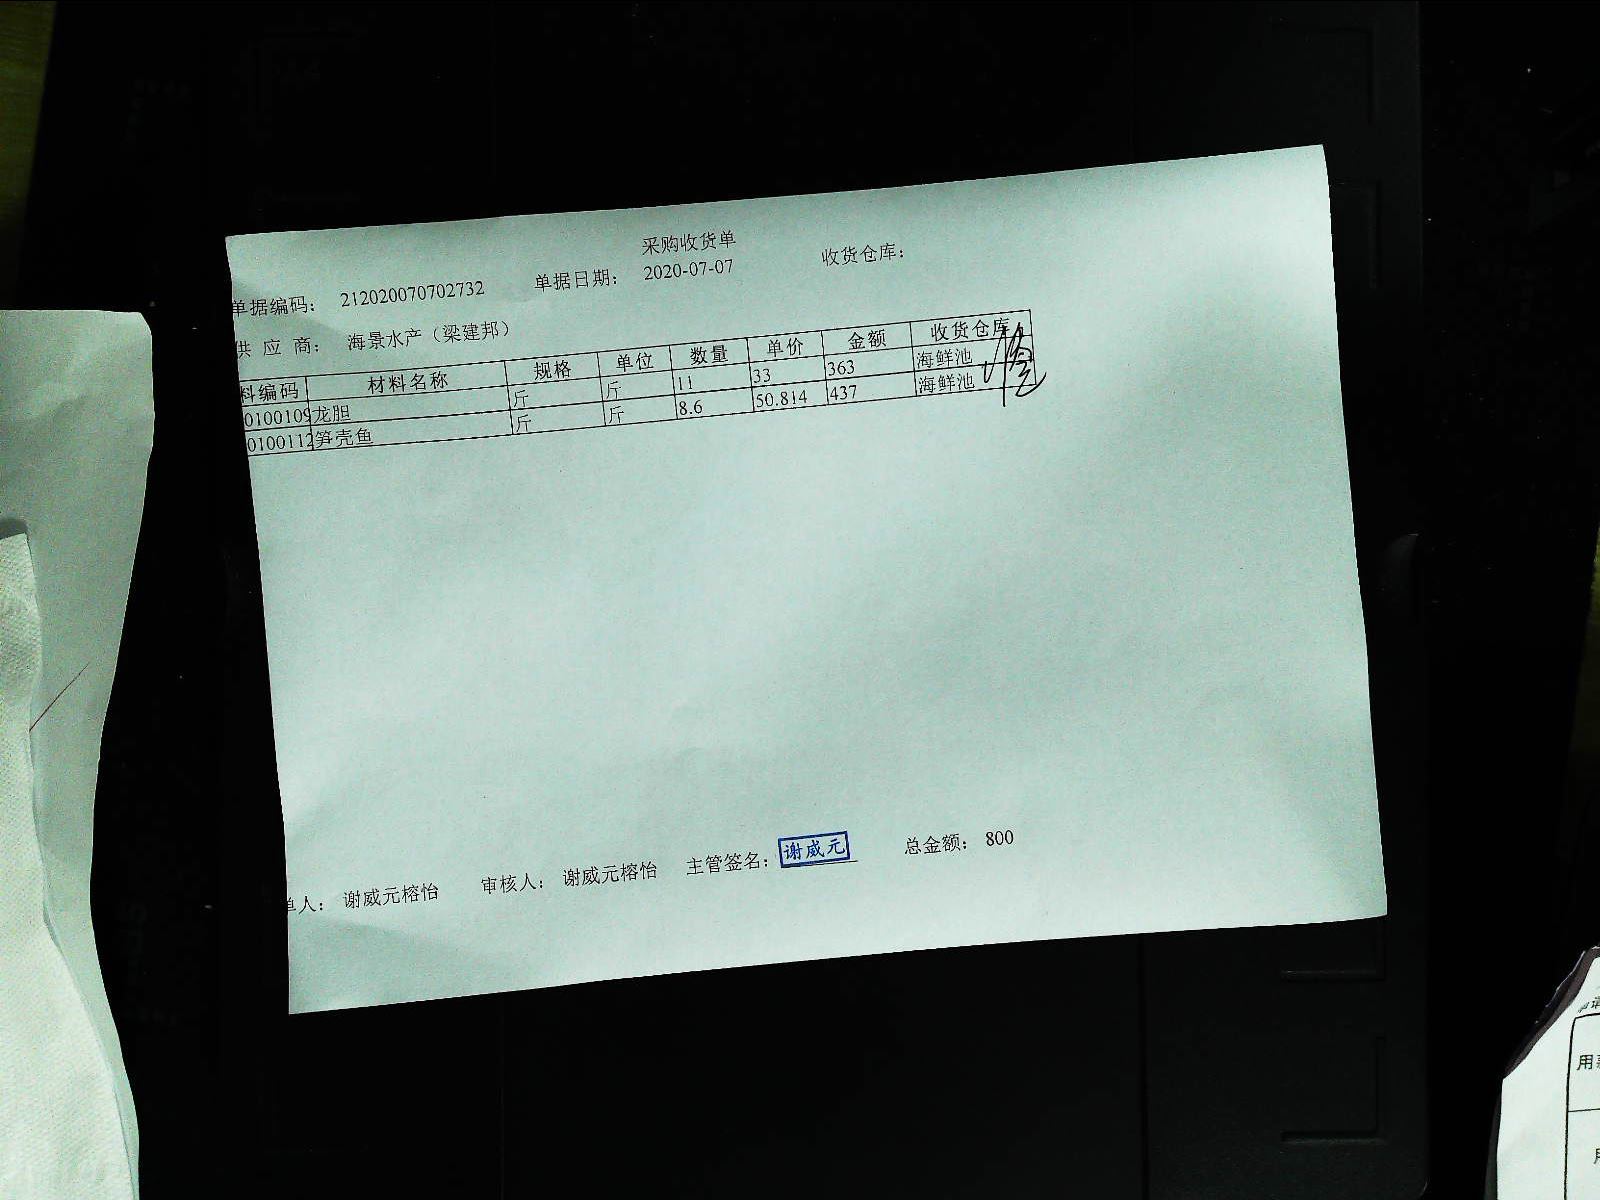 采购收货单
单据编码： 212020070702732 单据日期： 2020-07-07 收货仓库：
供 应 商： 海景水产（梁建邦）
料编码 材料名称 规格 单位 数量 单价 金额 收货仓库
0100109 龙胆 斤 斤 11 33 363 海鲜池
0100112 笋壳鱼 斤 斤 8.6 50.814 437 海鲜池
单人： 谢威元榕怡 审核人： 谢威元榕怡 主管签名： 谢威元 总金额： 800
用